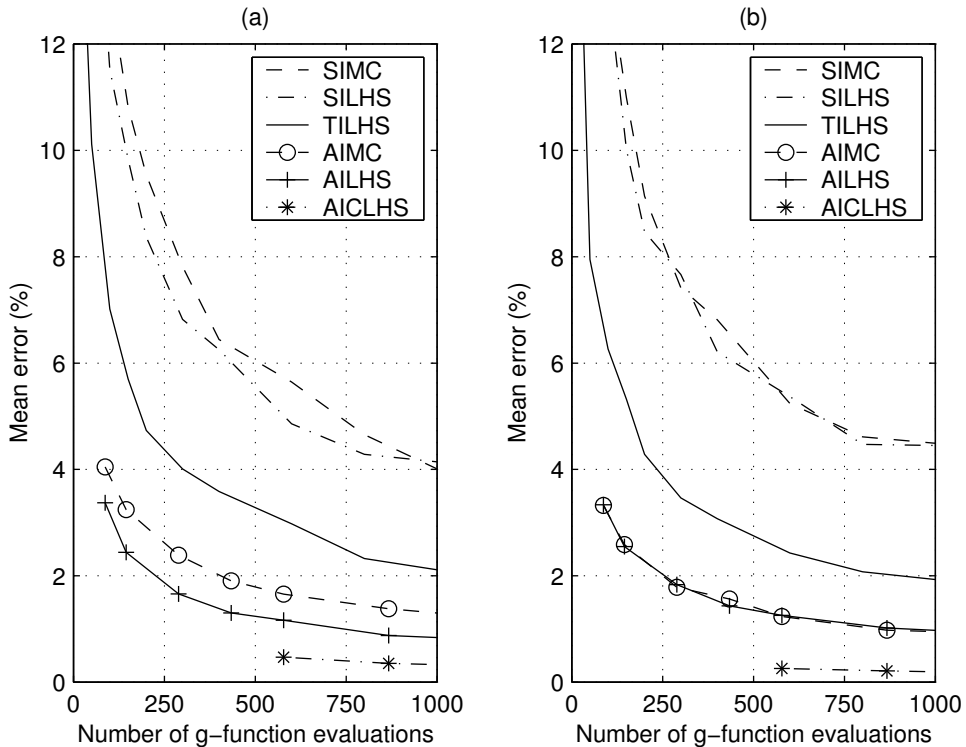 (a)
12
10
8
6
4
2
0
0
250
500
750
1000
Mean error (%)
Number of g−function evaluations
SIMC
SILHS
TILHS
AIMC
AILHS
AICLHS
(b)
12
10
8
6
4
2
0
0
250
500
750
1000
Mean error (%)
Number of g−function evaluations
SIMC
SILHS
TILHS
AIMC
AILHS
AICLHS